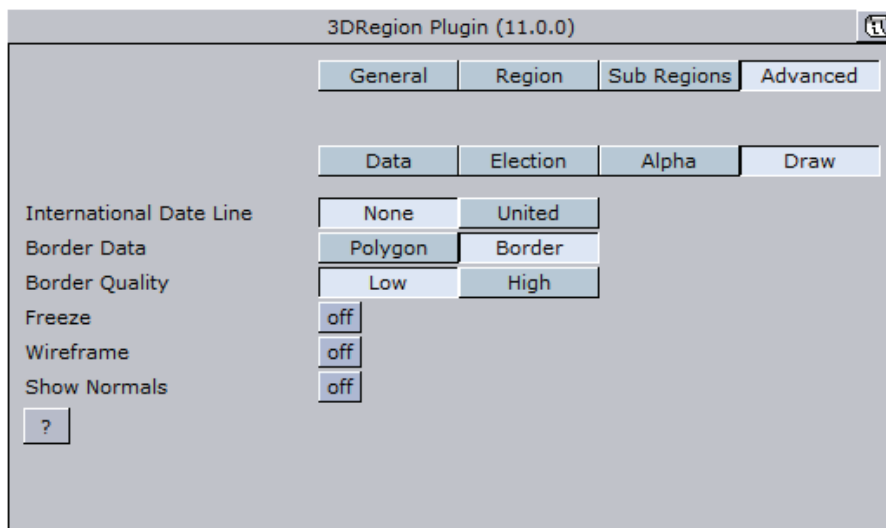 3DRegion Plugin (11.0.0)
General Region Sub Regions Advanced
Data Election Alpha Draw
International Date Line None United
Border Data Polygon Border
Border Quality Low High
Freeze off
Wireframe off
Show Normals off
?